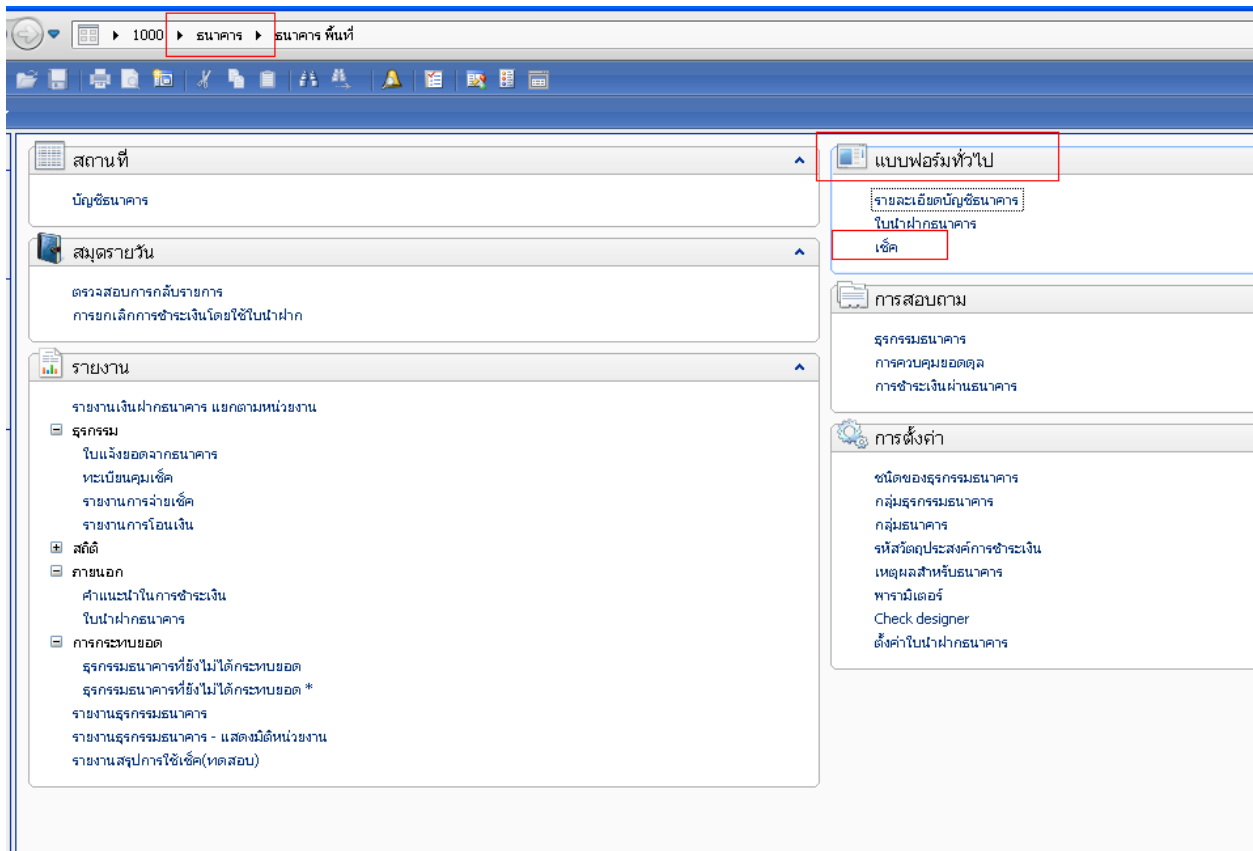 1000 ธนาคาร ธนาคาร พื้นที่
สถานที่
บัญชีธนาคาร
สมุดรายวัน
ตรวจสอบการกลับรายการ
การยกเลิกการชำระเงินโดยใช้ใบนำฝาก
รายงาน
รายงานเงินฝากธนาคาร แยกตามหน่วยงาน
ธุรกรรม
ใบแจ้งยอดจากธนาคาร
ทะเบียนคุมเช็ค
รายงานการจ่ายเช็ค
รายงานการโอนเงิน
สถิติ
ภายนอก
คำแนะนำในการชำระเงิน
ใบนำฝากธนาคาร
การกระทบยอด
ธุรกรรมธนาคารที่ยังไม่ได้กระทบยอด
ธุรกรรมธนาคารที่ยังไม่ได้กระทบยอด *
รายงานธุรกรรมธนาคาร
รายงานธุรกรรมธนาคาร - แสดงมิติหน่วยงาน
รายงานสรุปการใช้เช็ค(ทดสอบ)
แบบฟอร์มทั่วไป
รายละเอียดบัญชีธนาคาร
ใบนำฝากธนาคาร
เช็ค
การสอบถาม
ธุรกรรมธนาคาร
การควบคุมยอดดุล
การชำระเงินผ่านธนาคาร
การตั้งค่า
ชนิดของธุรกรรมธนาคาร
กลุ่มธุรกรรมธนาคาร
กลุ่มธนาคาร
รหัสวัตถุประสงค์การชำระเงิน
เหตุผลสำหรับธนาคาร
พารามิเตอร์
Check designer
ตั้งค่าใบนำฝากธนาคาร